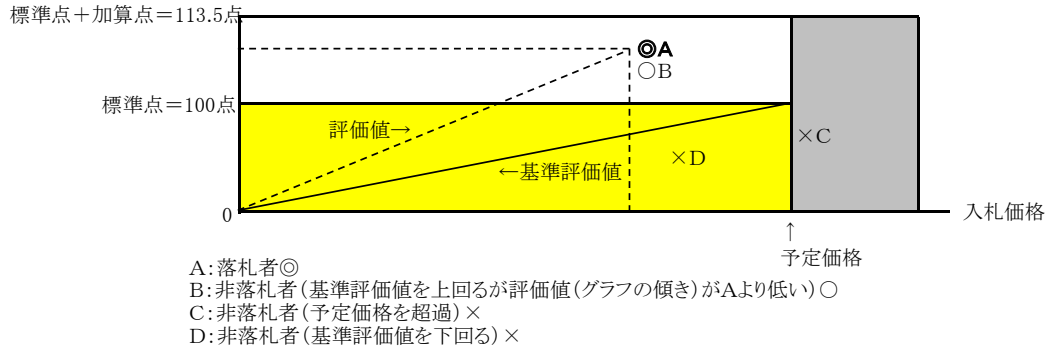 標準点＋加算点＝113.5点
◎A
○B
標準点＝100点
評価値→
×C
×D
←基準評価値
0
入札価格
↑
予定価格
A:落札者◎
B:非落札者(基準評価値を上回るが評価値(グラフの傾き)がAより低い)○
C:非落札者(予定価格を超過)×
D:非落札者(基準評価値を下回る)×